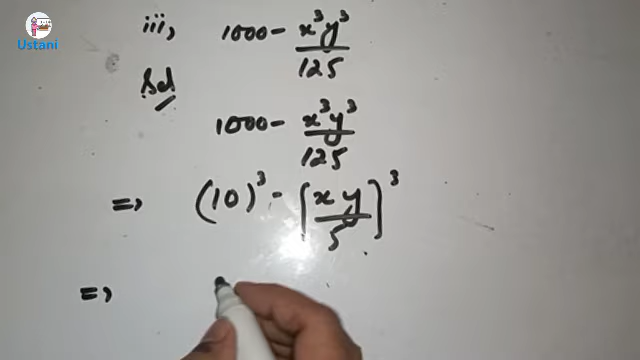 Ustani
iii, 1000 - x³y³/125
Sol
1000 - x³y³/125
=> (10)³ - [xy/5]³
=>